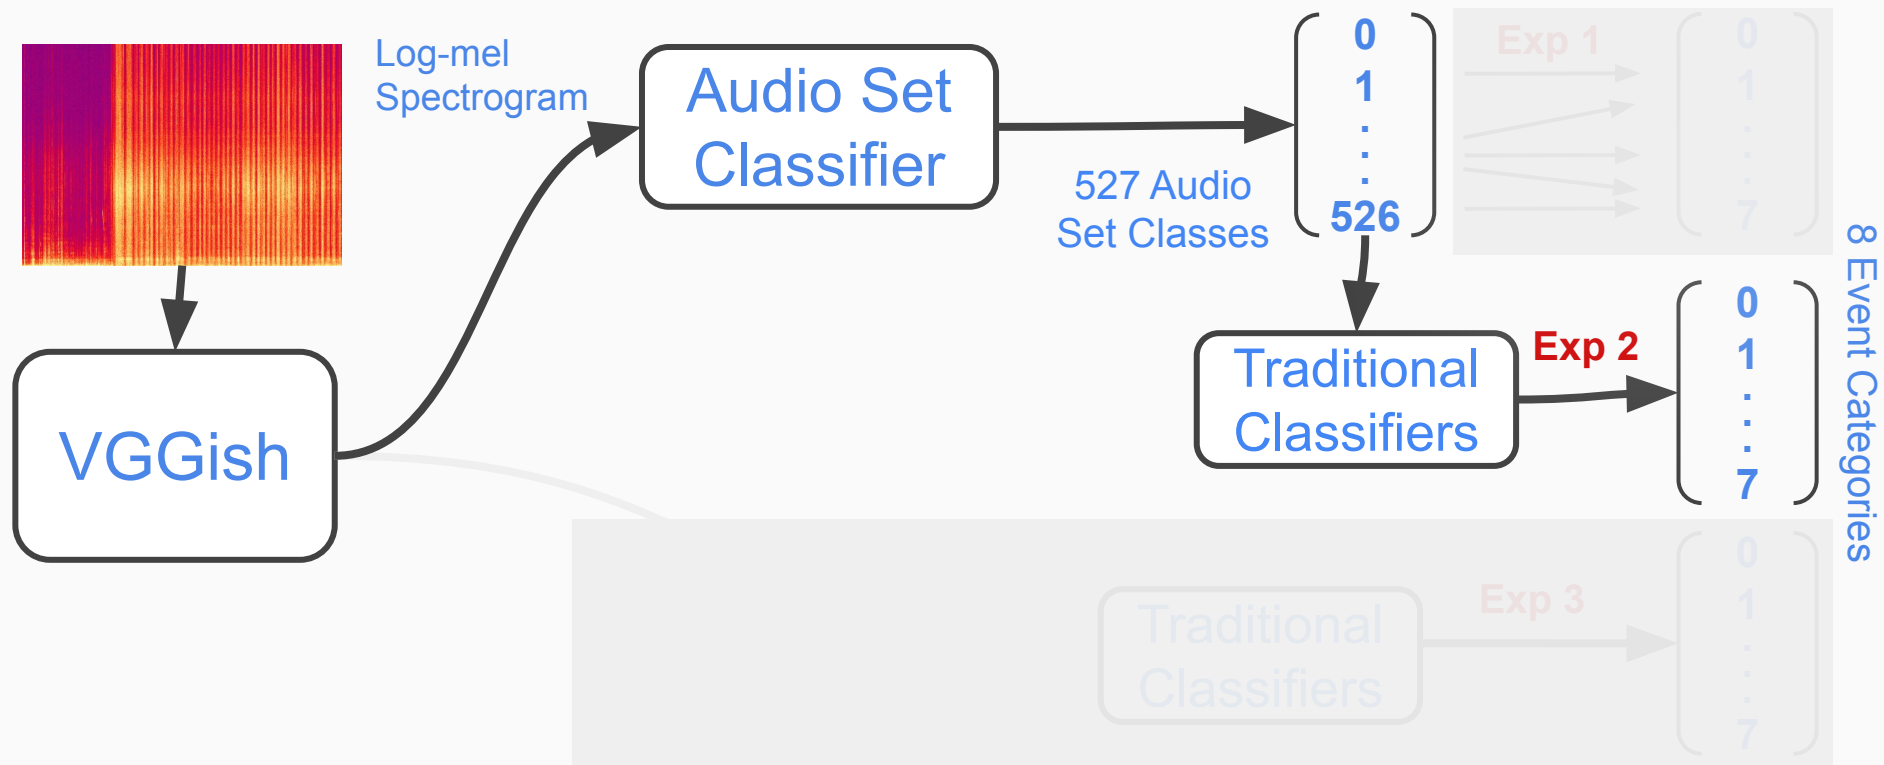 Log-mel
Spectrogram
Audio Set
Classifier
527 Audio
Set Classes
0
1
.
.
.
526
Exp 1
0
1
.
.
.
7
VGGish
Traditional
Classifiers
Exp 2
0
1
.
.
.
7
8 Event Categories
Traditional
Classifiers
Exp 3
0
1
.
.
.
7